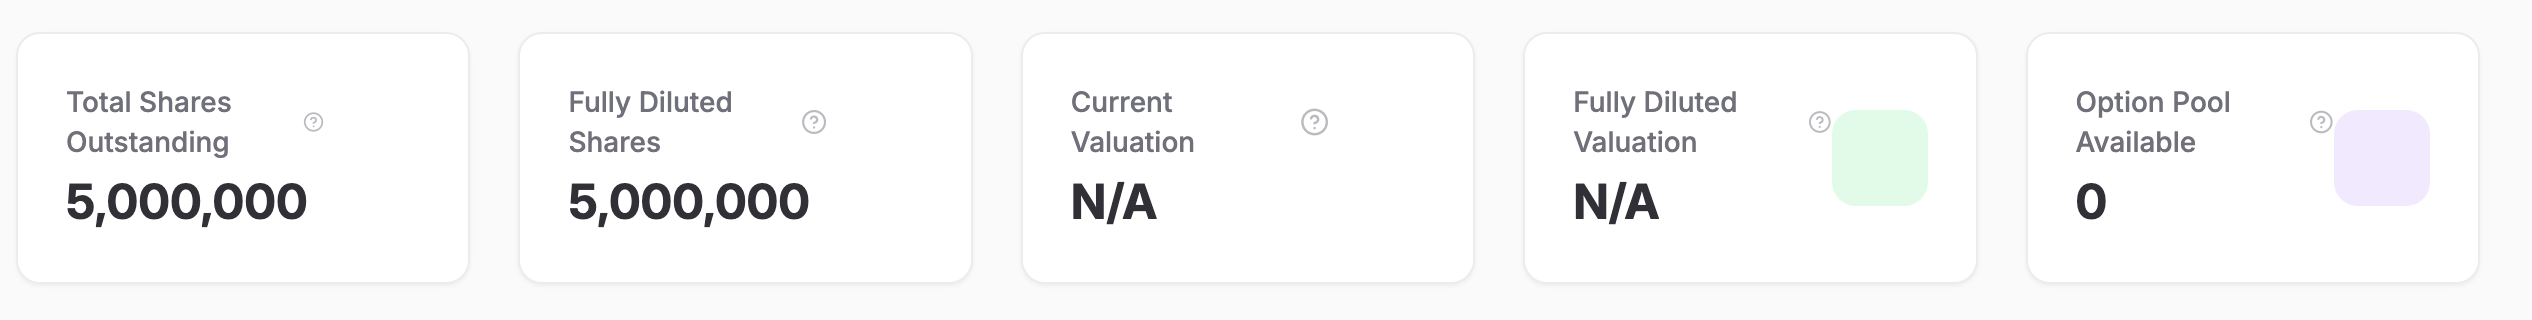 Total Shares
Outstanding
5,000,000
Fully Diluted
Shares
5,000,000
Current
Valuation
N/A
Fully Diluted
Valuation
N/A
Option Pool
Available
0